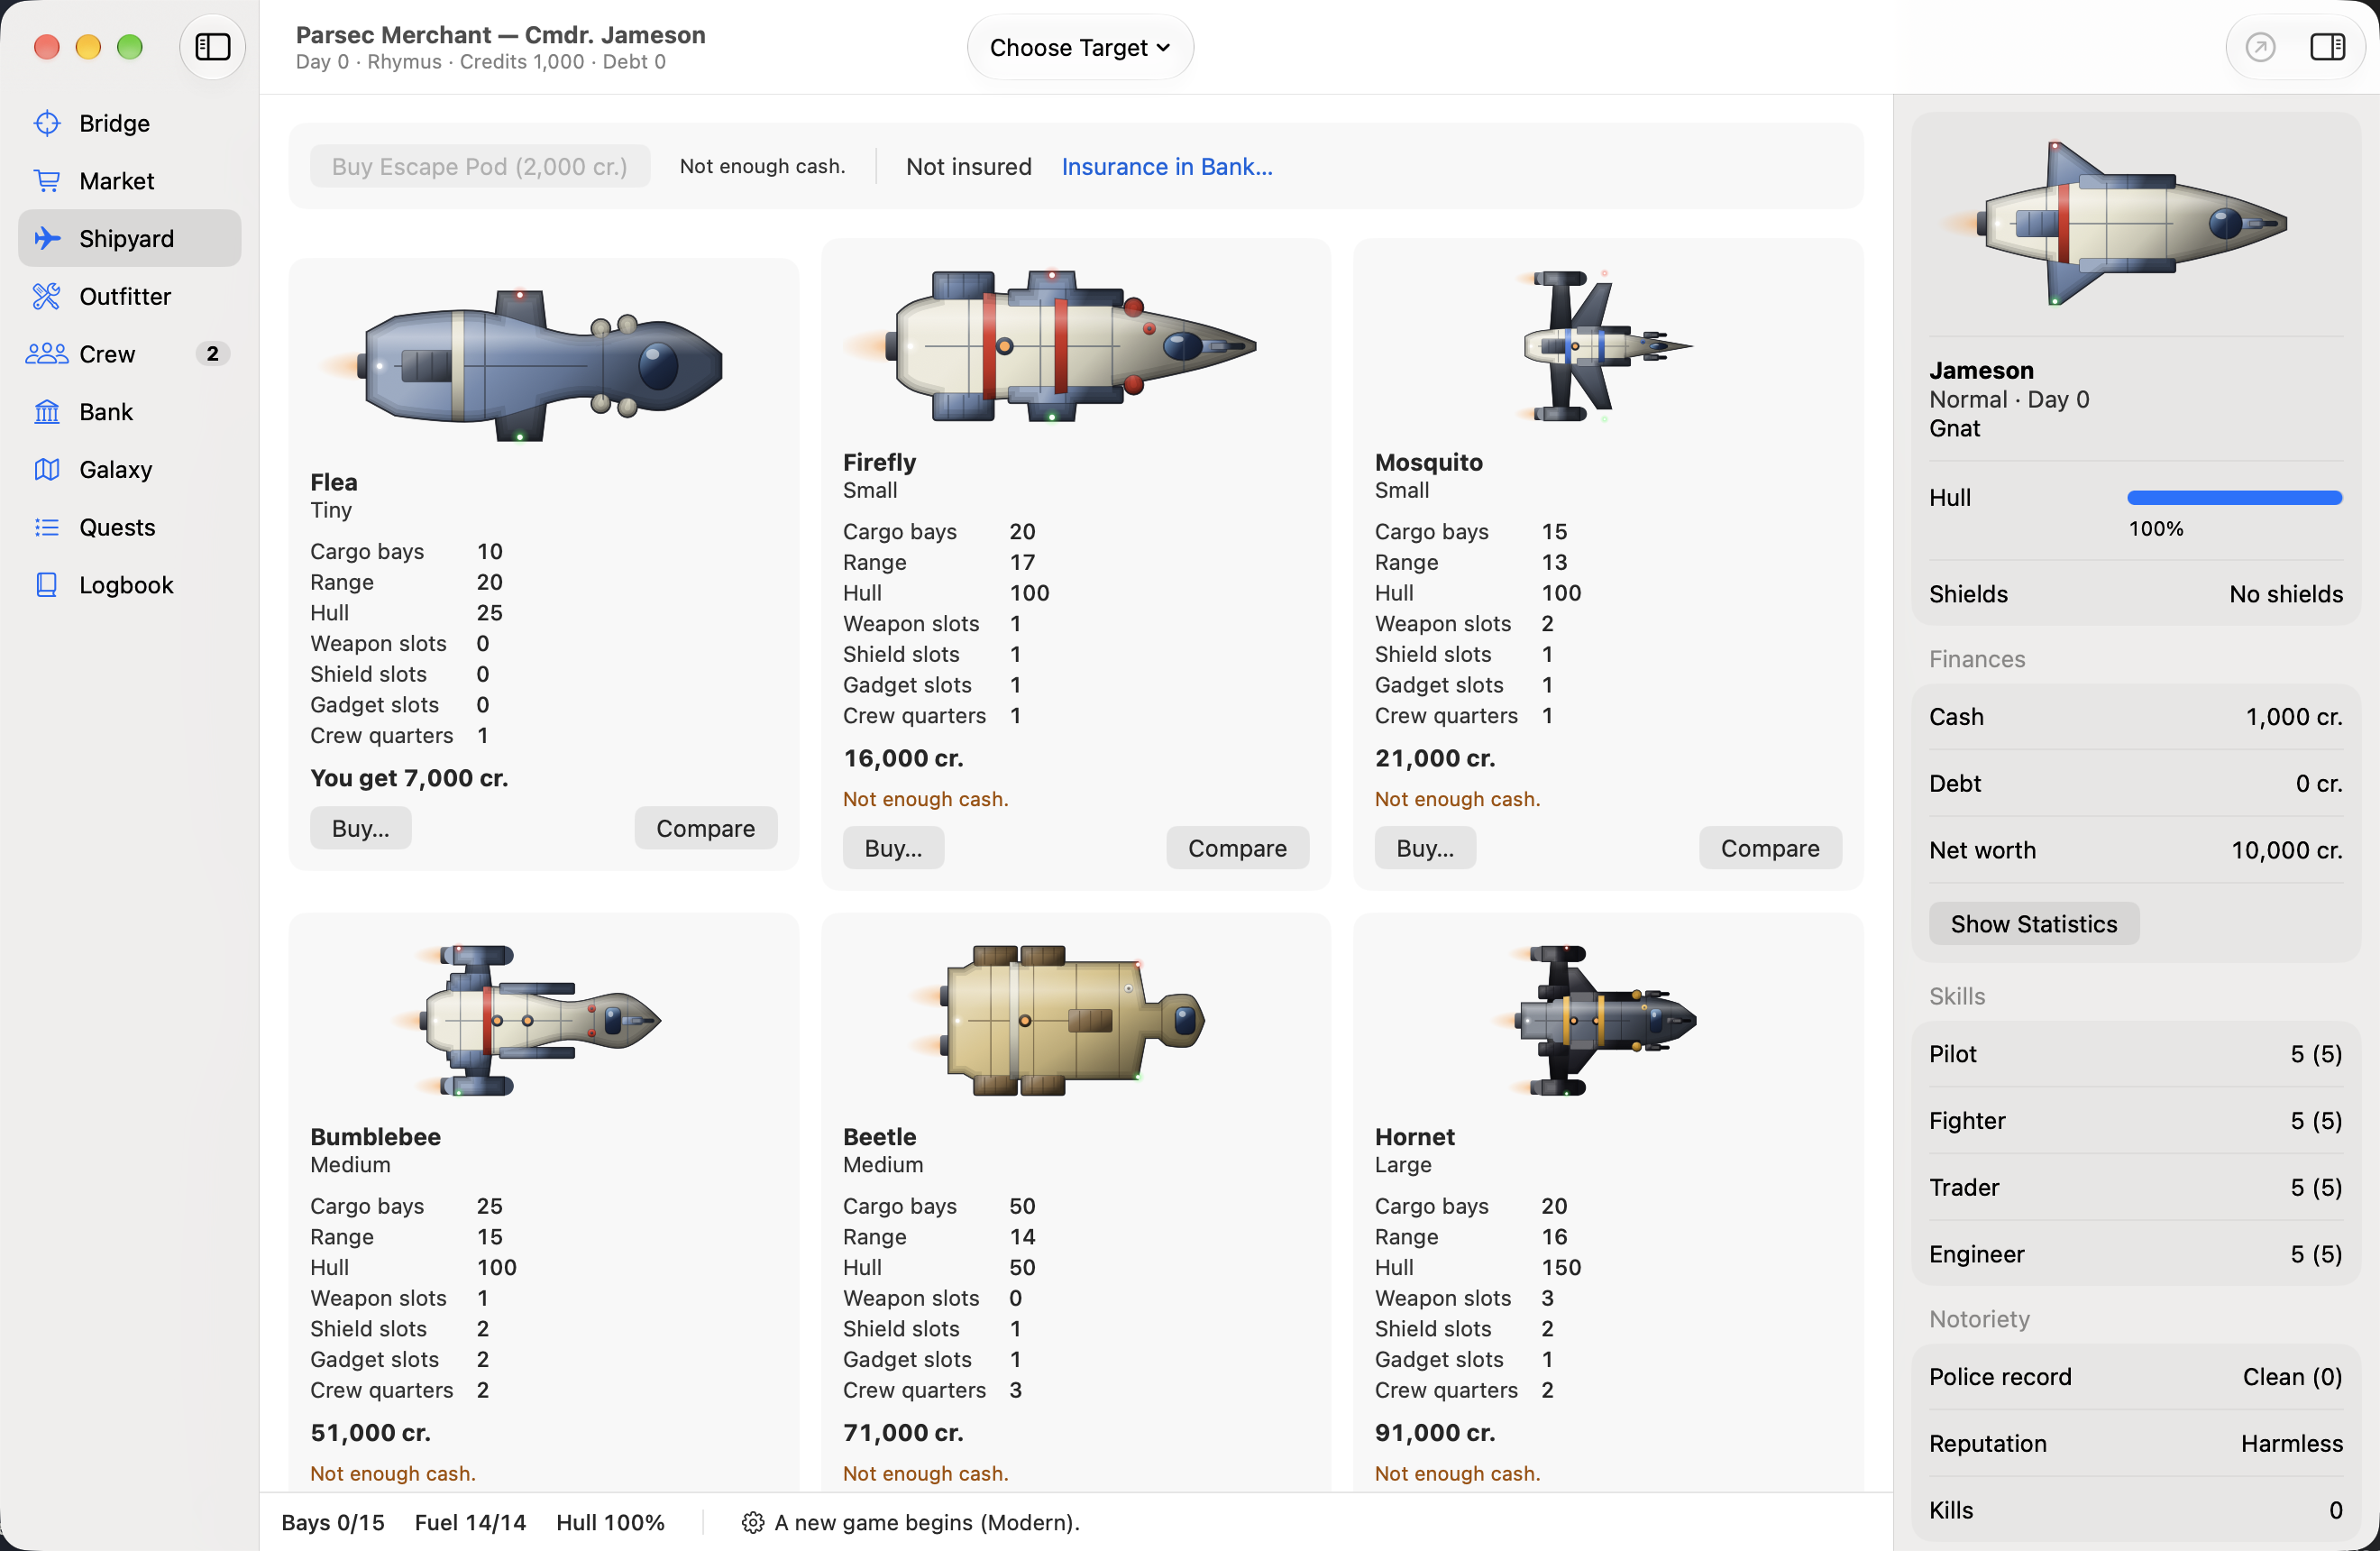 Parsec Merchant — Cmdr. Jameson
Day 0 · Rhymus · Credits 1,000 · Debt 0
Choose Target
Bridge
Market
Shipyard
Outfitter
Crew 2
Bank
Galaxy
Quests
Logbook
Buy Escape Pod (2,000 cr.) Not enough cash. Not insured Insurance in Bank...
Flea
Tiny
Cargo bays 10
Range 20
Hull 25
Weapon slots 0
Shield slots 0
Gadget slots 0
Crew quarters 1
You get 7,000 cr.
Buy... Compare
Firefly
Small
Cargo bays 20
Range 17
Hull 100
Weapon slots 1
Shield slots 1
Gadget slots 1
Crew quarters 1
16,000 cr.
Not enough cash.
Buy... Compare
Mosquito
Small
Cargo bays 15
Range 13
Hull 100
Weapon slots 2
Shield slots 1
Gadget slots 1
Crew quarters 1
21,000 cr.
Not enough cash.
Buy... Compare
Bumblebee
Medium
Cargo bays 25
Range 15
Hull 100
Weapon slots 1
Shield slots 2
Gadget slots 2
Crew quarters 2
51,000 cr.
Not enough cash.
Beetle
Medium
Cargo bays 50
Range 14
Hull 50
Weapon slots 0
Shield slots 1
Gadget slots 1
Crew quarters 3
71,000 cr.
Not enough cash.
Hornet
Large
Cargo bays 20
Range 16
Hull 150
Weapon slots 3
Shield slots 2
Gadget slots 1
Crew quarters 2
91,000 cr.
Not enough cash.
Bays 0/15 Fuel 14/14 Hull 100% A new game begins (Modern).
Jameson
Normal · Day 0
Gnat
Hull
100%
Shields No shields
Finances
Cash 1,000 cr.
Debt 0 cr.
Net worth 10,000 cr.
Show Statistics
Skills
Pilot 5 (5)
Fighter 5 (5)
Trader 5 (5)
Engineer 5 (5)
Notoriety
Police record Clean (0)
Reputation Harmless
Kills 0